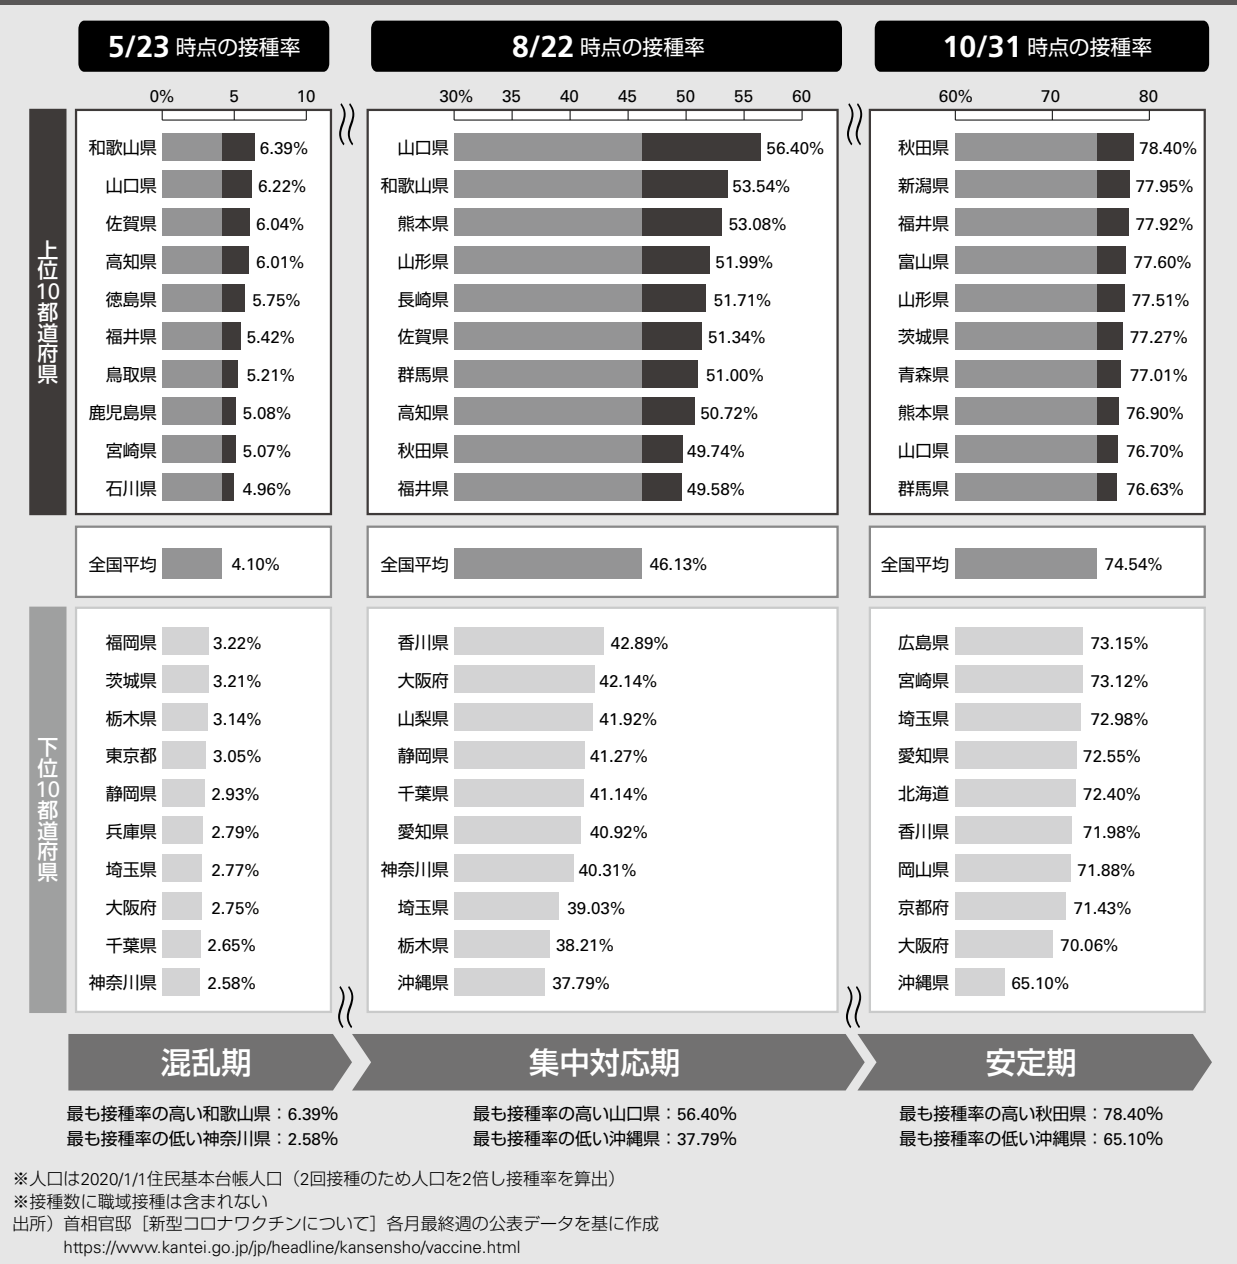 5/23 時点の接種率
8/22 時点の接種率
10/31 時点の接種率
上位10都道府県
0% 5 10
和歌山県 6.39%
山口県 6.22%
佐賀県 6.04%
高知県 6.01%
徳島県 5.75%
福井県 5.42%
鳥取県 5.21%
鹿児島県 5.08%
宮崎県 5.07%
石川県 4.96%
30% 35 40 45 50 55 60
山口県 56.40%
和歌山県 53.54%
熊本県 53.08%
山形県 51.99%
長崎県 51.71%
佐賀県 51.34%
群馬県 51.00%
高知県 50.72%
秋田県 49.74%
福井県 49.58%
60% 70 80
秋田県 78.40%
新潟県 77.95%
福井県 77.92%
富山県 77.60%
山形県 77.51%
茨城県 77.27%
青森県 77.01%
熊本県 76.90%
山口県 76.70%
群馬県 76.63%
全国平均 4.10%
全国平均 46.13%
全国平均 74.54%
下位10都道府県
福岡県 3.22%
茨城県 3.21%
栃木県 3.14%
東京都 3.05%
静岡県 2.93%
兵庫県 2.79%
埼玉県 2.77%
大阪府 2.75%
千葉県 2.65%
神奈川県 2.58%
香川県 42.89%
大阪府 42.14%
山梨県 41.92%
静岡県 41.27%
千葉県 41.14%
愛知県 40.92%
神奈川県 40.31%
埼玉県 39.03%
栃木県 38.21%
沖縄県 37.79%
広島県 73.15%
宮崎県 73.12%
埼玉県 72.98%
愛知県 72.55%
北海道 72.40%
香川県 71.98%
岡山県 71.88%
京都府 71.43%
大阪府 70.06%
沖縄県 65.10%
混乱期
集中対応期
安定期
最も接種率の高い和歌山県：6.39%
最も接種率の低い神奈川県：2.58%
最も接種率の高い山口県：56.40%
最も接種率の低い沖縄県：37.79%
最も接種率の高い秋田県：78.40%
最も接種率の低い沖縄県：65.10%
※人口は2020/1/1住民基本台帳人口（2回接種のため人口を2倍し接種率を算出）
※接種数に職域接種は含まれない
出所）首相官邸［新型コロナワクチンについて］各月最終週の公表データを基に作成
https://www.kantei.go.jp/jp/headline/kansensho/vaccine.html